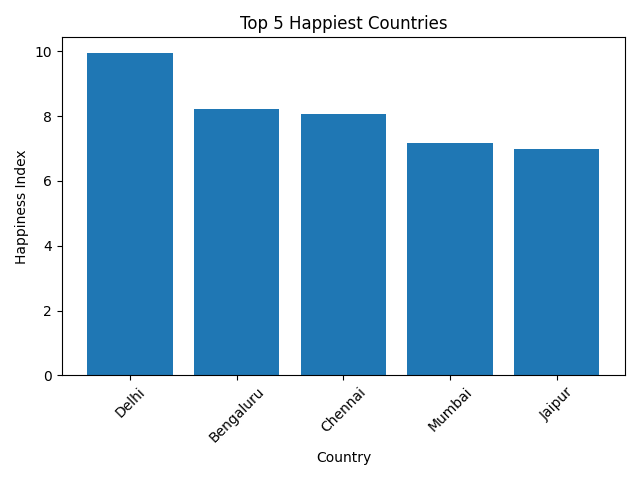 Top 5 Happiest Countries
Happiness Index
10
8
6
4
2
0
Delhi
Bengaluru
Chennai
Mumbai
Jaipur
Country